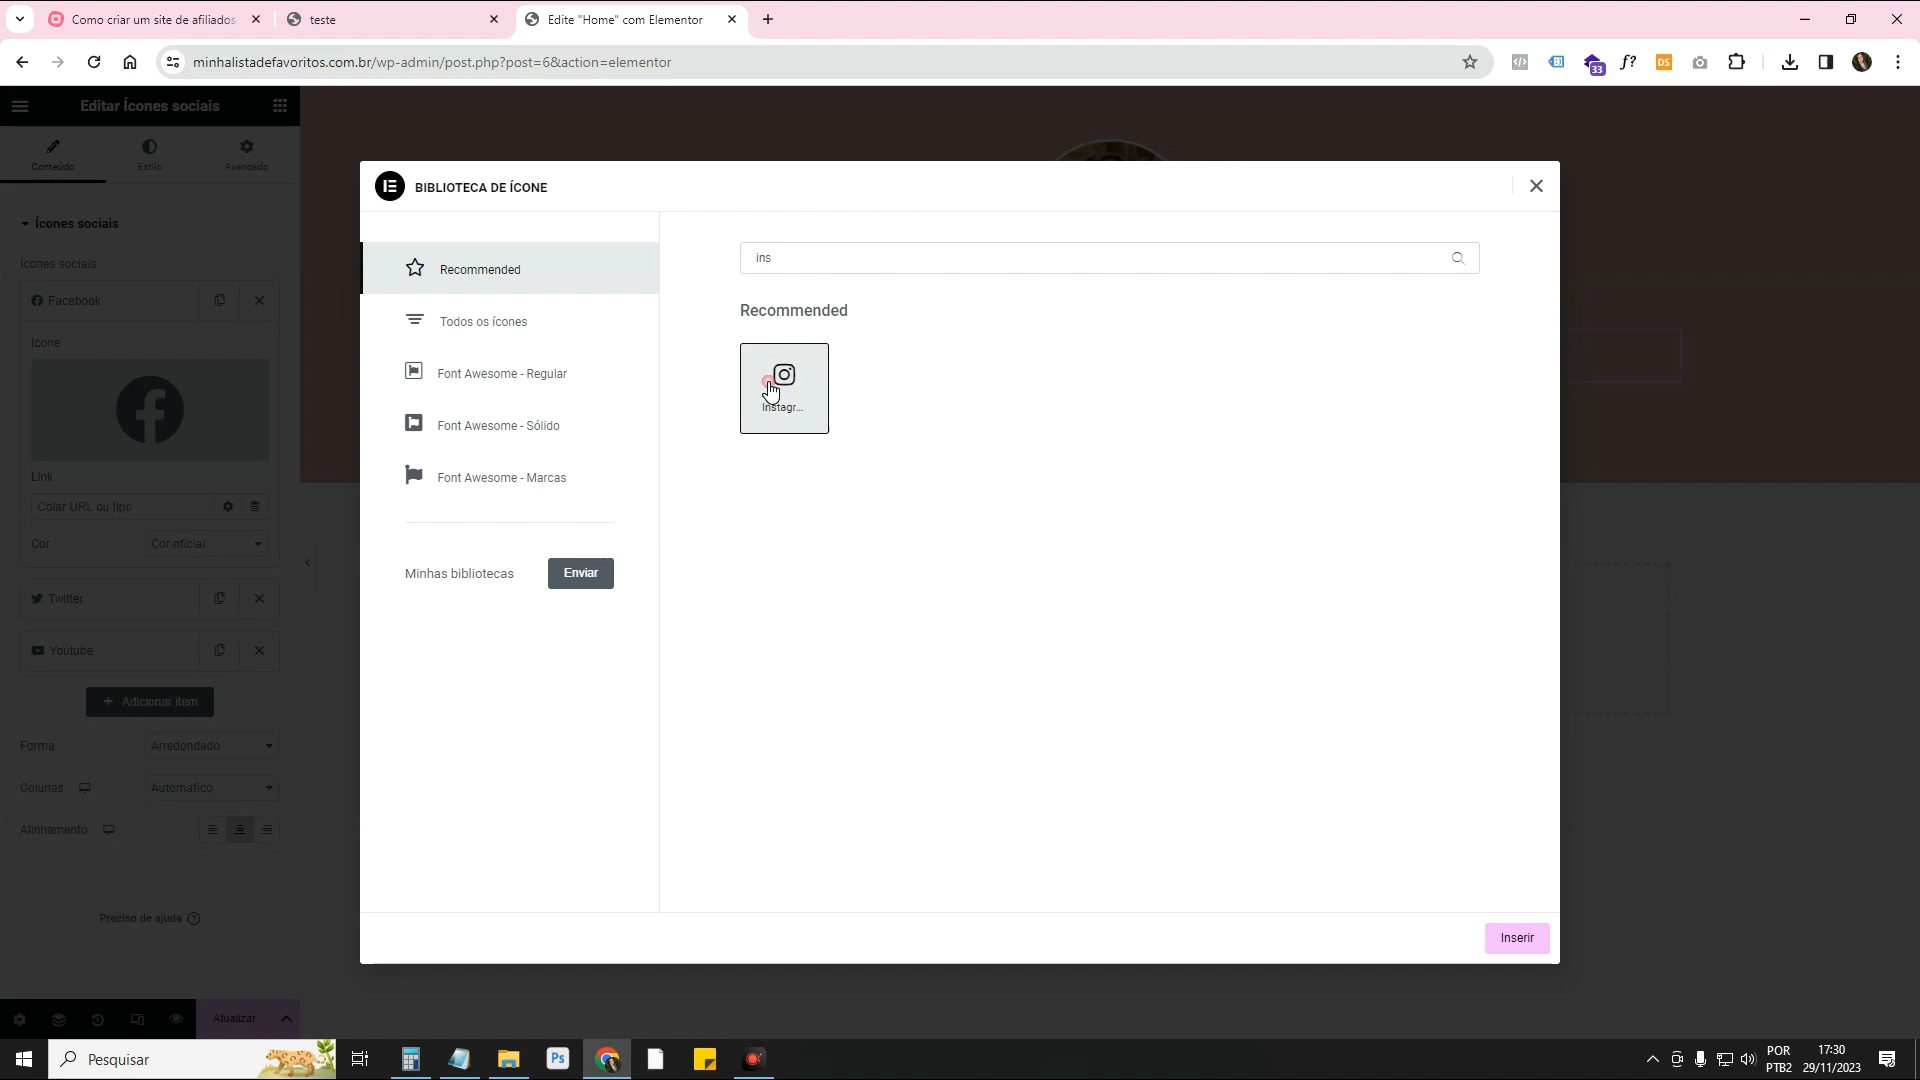 Como criar um site de afiliados
teste
Edite "Home" com Elementor
minhalistadefavoritos.com.br/wp-admin/post.php?post=6&action=elementor
33
f?
DS
Editar Ícones sociais
Conteúdo
Estilo
Avançado
Ícones sociais
Ícones sociais
Facebook
Ícone
Link
Colar URL ou tipo
Cor
Cor oficial
Twitter
Youtube
+ Adicionar item
Forma
Arredondado
Colunas
Automático
Alinhamento
Preciso de ajuda
Atualizar
BIBLIOTECA DE ÍCONE
Recommended
Todos os ícones
Font Awesome - Regular
Font Awesome - Sólido
Font Awesome - Marcas
Minhas bibliotecas
Enviar
ins
Recommended
Instagr...
Inserir
Pesquisar
Ps
POR
PTB2
17:30
29/11/2023